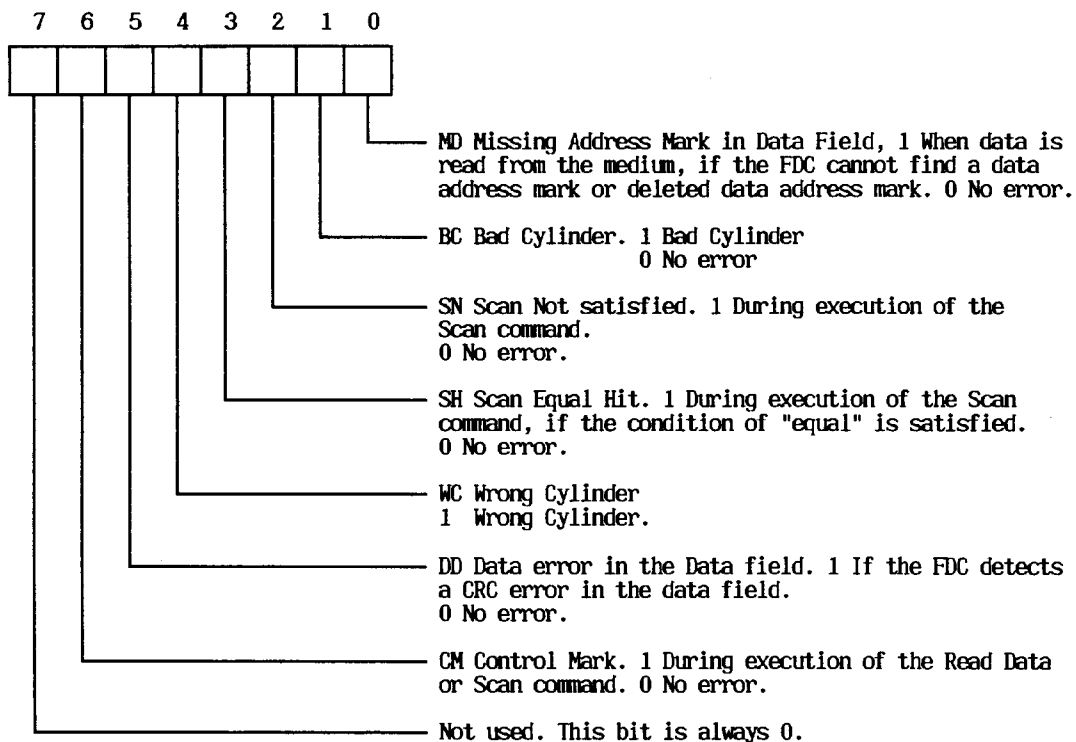 7 6 5 4 3 2 1 0
MD Missing Address Mark in Data Field, 1 When data is
read from the medium, if the FDC cannot find a data
address mark or deleted data address mark. 0 No error.
BC Bad Cylinder. 1 Bad Cylinder
0 No error
SN Scan Not satisfied. 1 During execution of the
Scan command.
0 No error.
SH Scan Equal Hit. 1 During execution of the Scan
command, if the condition of "equal" is satisfied.
0 No error.
WC Wrong Cylinder
1 Wrong Cylinder.
DD Data error in the Data field. 1 If the FDC detects
a CRC error in the data field.
0 No error.
CM Control Mark. 1 During execution of the Read Data
or Scan command. 0 No error.
Not used. This bit is always 0.